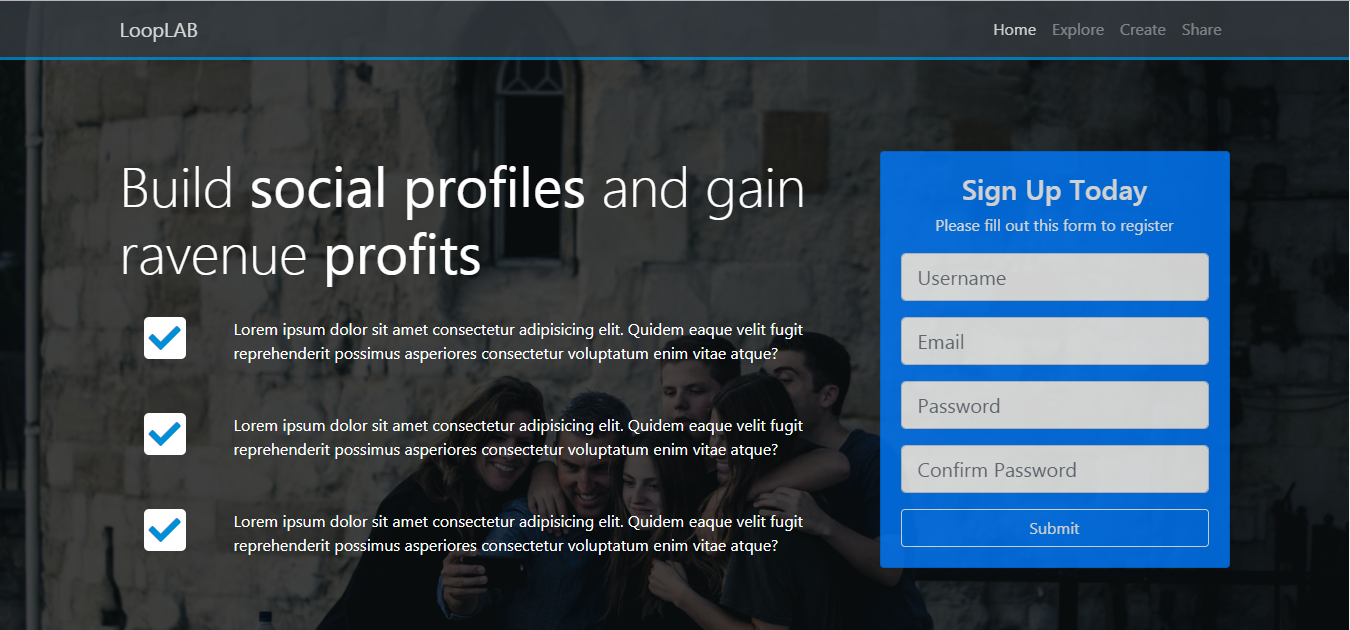 LoopLAB
Home Explore Create Share
Build social profiles and gain
ravenue profits
Lorem ipsum dolor sit amet consectetur adipisicing elit. Quidem eaque velit fugit
reprehenderit possimus asperiores consectetur voluptatum enim vitae atque?
Lorem ipsum dolor sit amet consectetur adipisicing elit. Quidem eaque velit fugit
reprehenderit possimus asperiores consectetur voluptatum enim vitae atque?
Lorem ipsum dolor sit amet consectetur adipisicing elit. Quidem eaque velit fugit
reprehenderit possimus asperiores consectetur voluptatum enim vitae atque?
Sign Up Today
Please fill out this form to register
Username
Email
Password
Confirm Password
Submit